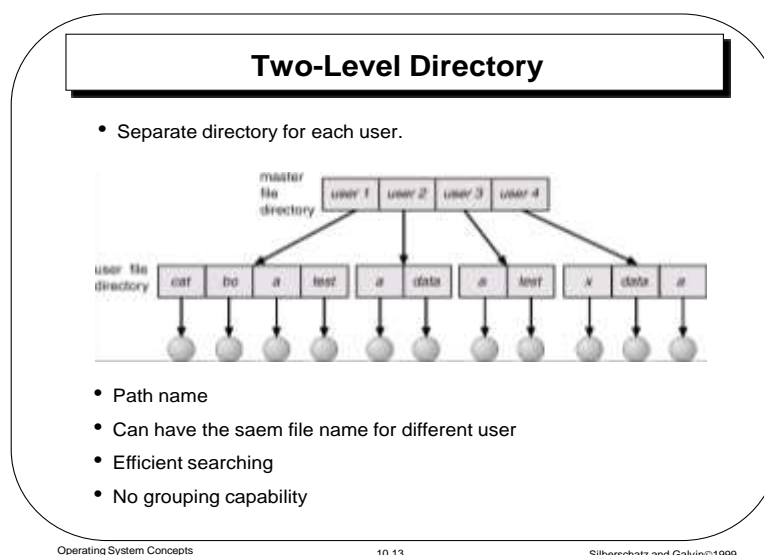 Two-Level Directory
• Separate directory for each user.
master
file
directory
user 1 user 2 user 3 user 4
user file
directory
cat bo a test a data a test x data a
• Path name
• Can have the saem file name for different user
• Efficient searching
• No grouping capability
Operating System Concepts 10.13 Silberschatz and Galvin©1999